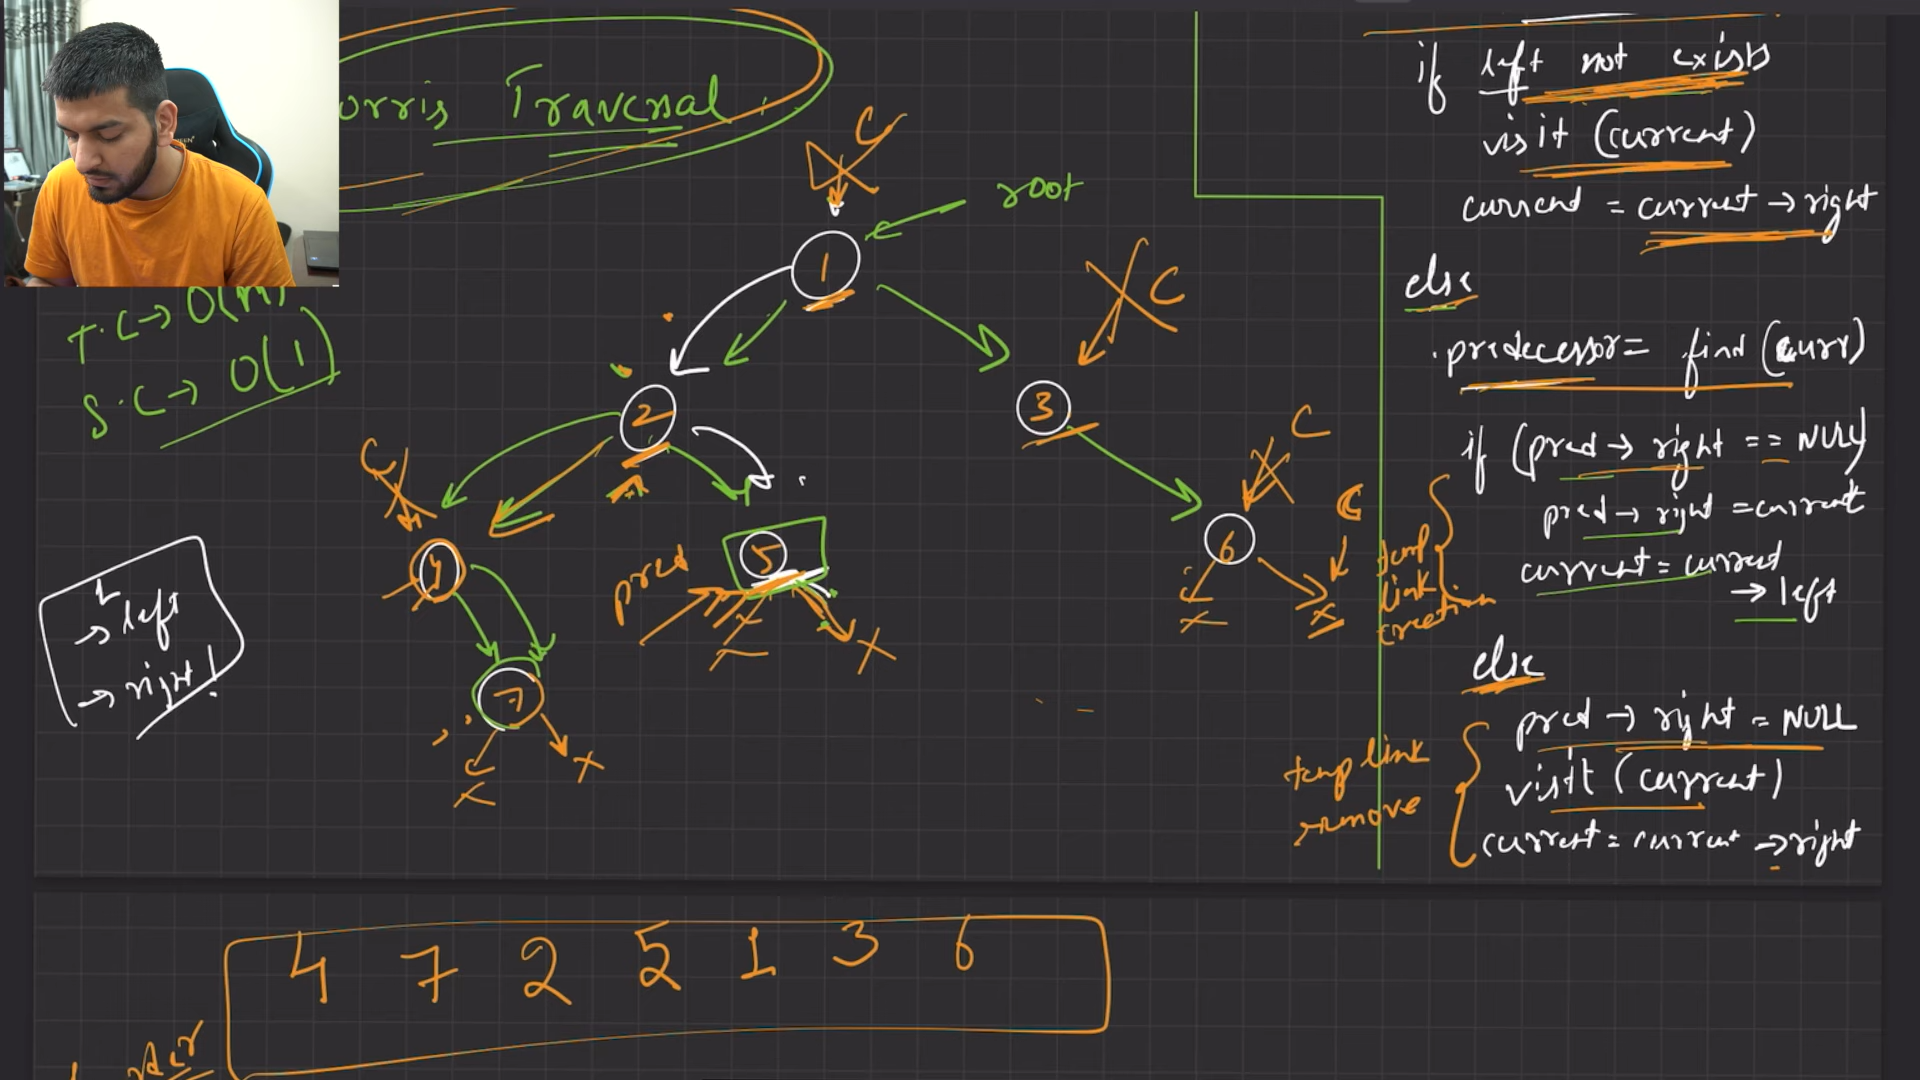 orris Traversal
T.C → O(n)
S.C → O(1)
L
→ left
→ right!
C
root
1
C
2
3
C
C
C
4
pred
5
6
7
x
x
x
x
x
x
if left not exists
visit (current)
current = current → right
else
predecessor = find (curr)
if (pred → right == NULL)
pred → right = current
current = current
→ left
temp
link
creation
else
pred → right = NULL
visit (current)
current = current → right
temp link
remove
4 7 2 5 1 3 6